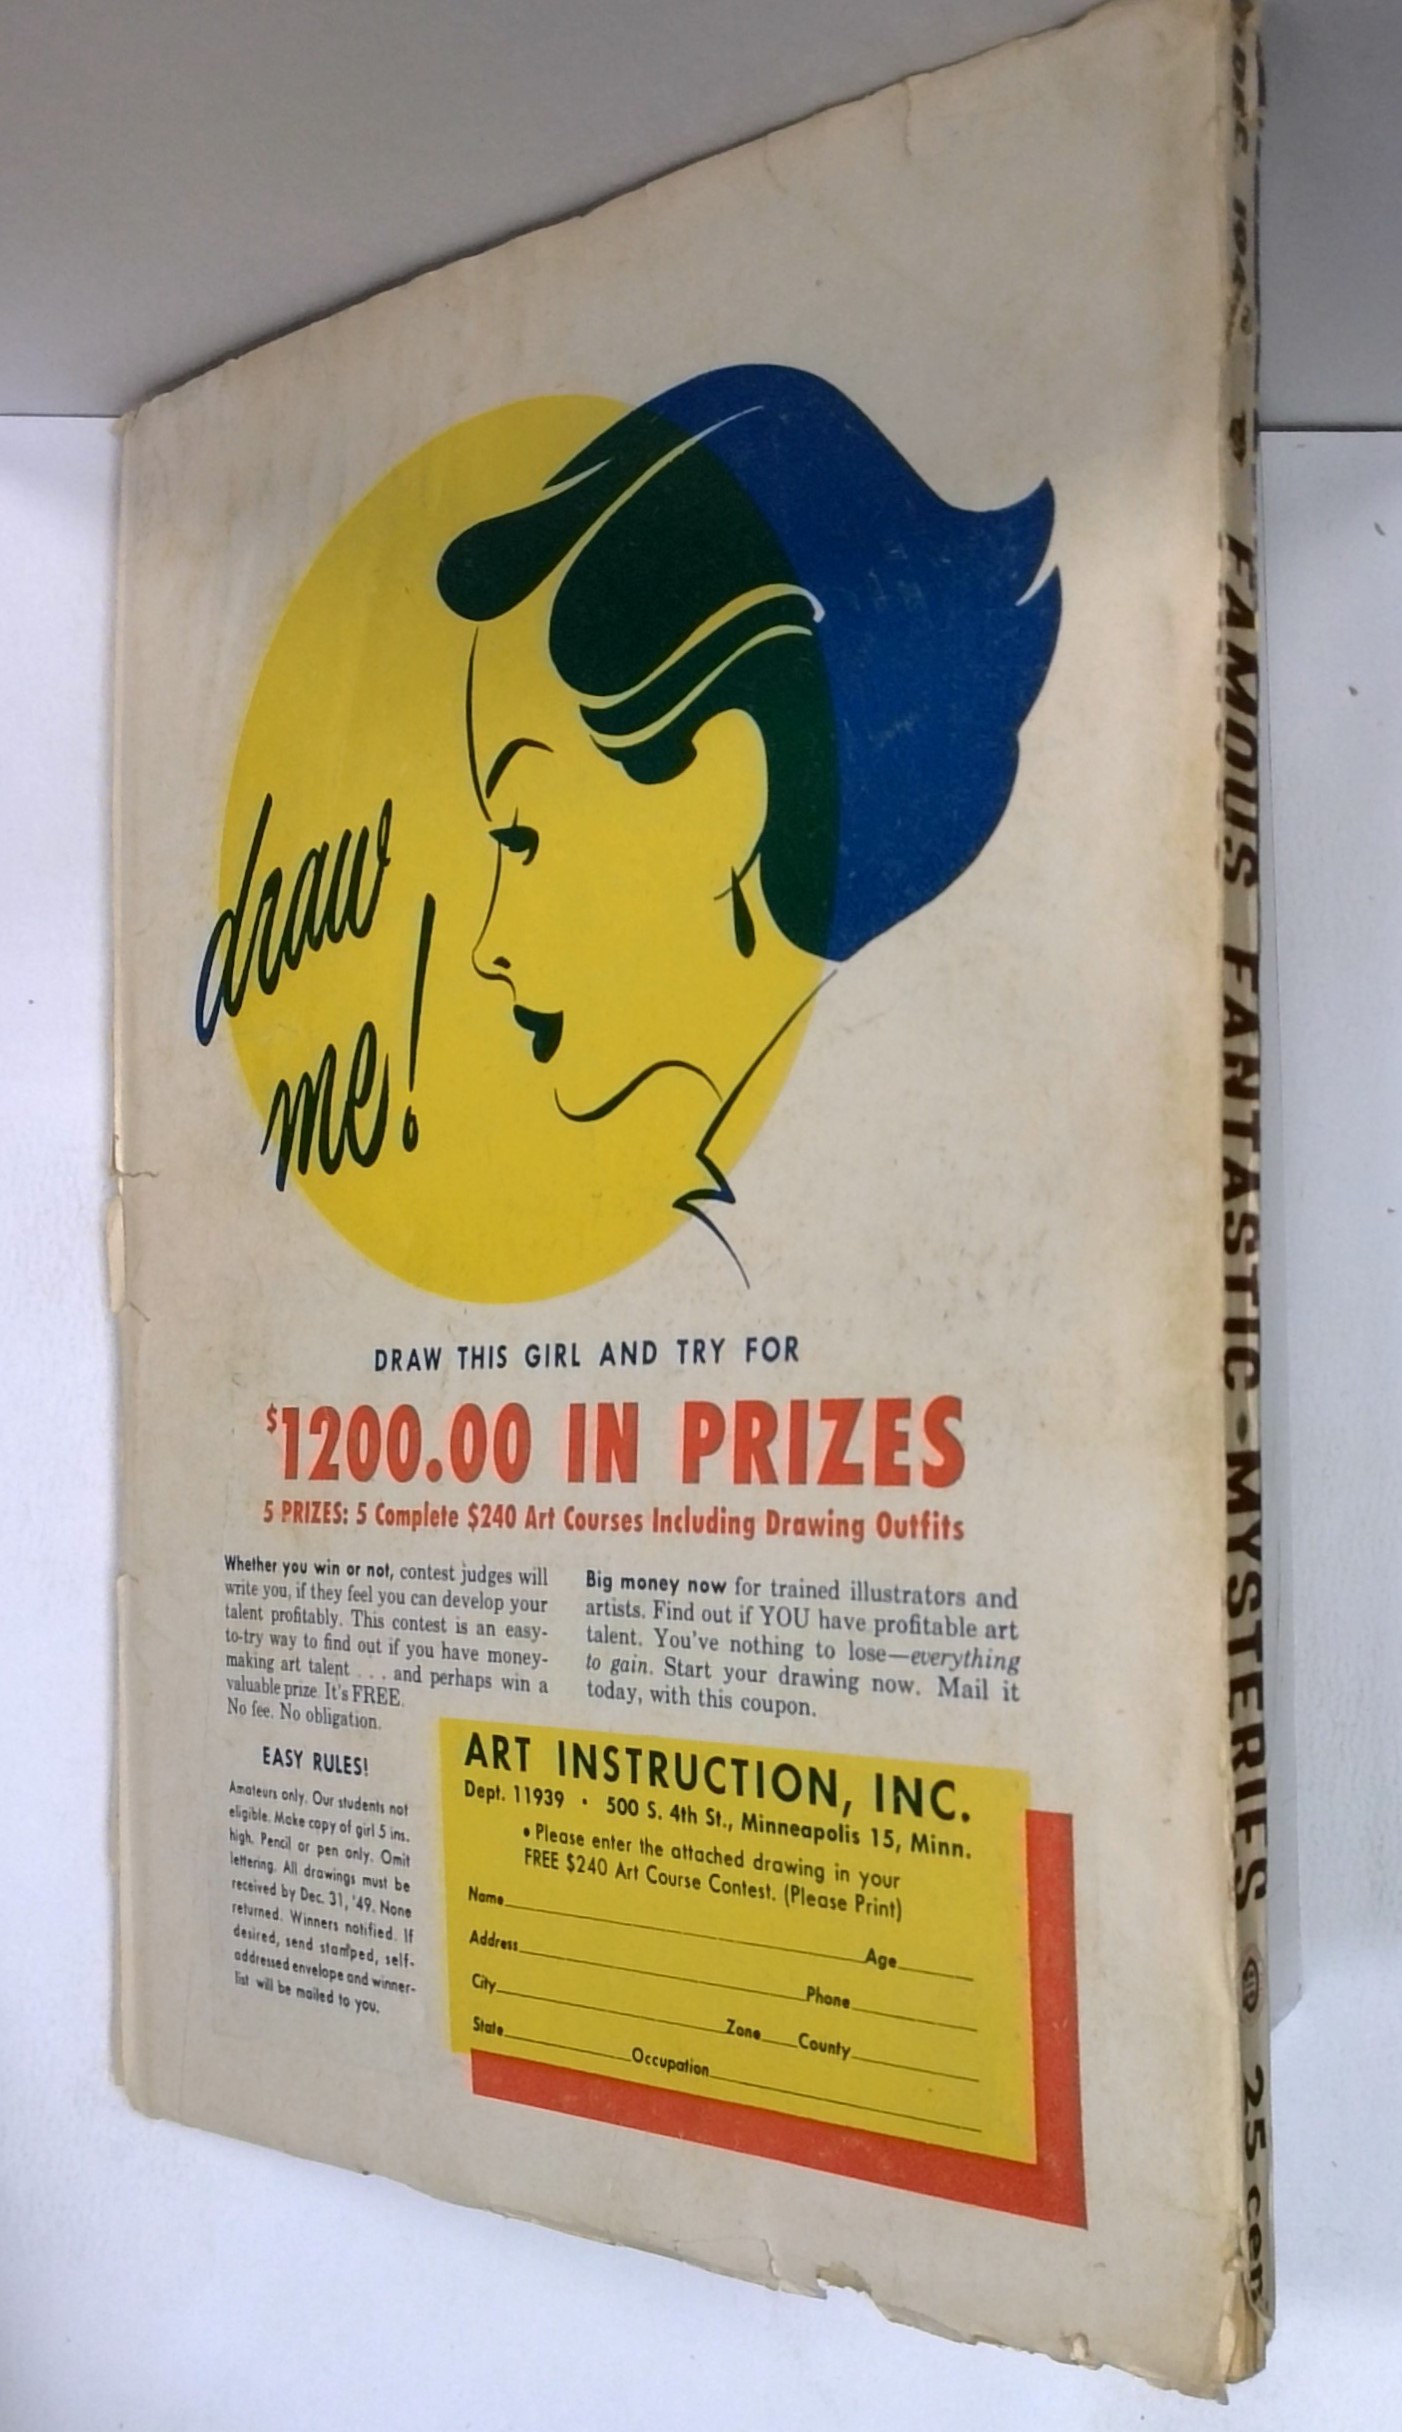 draw
me!
DRAW THIS GIRL AND TRY FOR
$1200.00 IN PRIZES
5 PRIZES: 5 Complete $240 Art Courses Including Drawing Outfits
Whether you win or not, contest judges will
write you, if they feel you can develop your
talent profitably. This contest is an easy-
to-try way to find out if you have money-
making art talent . . . and perhaps win a
valuable prize. It's FREE.
No fee. No obligation.
Big money now for trained illustrators and
artists. Find out if YOU have profitable art
talent. You've nothing to lose—everything
to gain. Start your drawing now. Mail it
today, with this coupon.
EASY RULES!
Amateurs only. Our students not
eligible. Make copy of girl 5 ins.
high. Pencil or pen only. Omit
lettering. All drawings must be
received by Dec. 31, '49. None
returned. Winners notified. If
desired, send stamped, self-
addressed envelope and winner-
list will be mailed to you.
ART INSTRUCTION, INC.
Dept. 11939 • 500 S. 4th St., Minneapolis 15, Minn.
• Please enter the attached drawing in your
FREE $240 Art Course Contest. (Please Print)
Name Age
Address Phone
City Zone County
State Occupation
DEC. FAMOUS FANTASTIC • MYSTERIES 25 cen